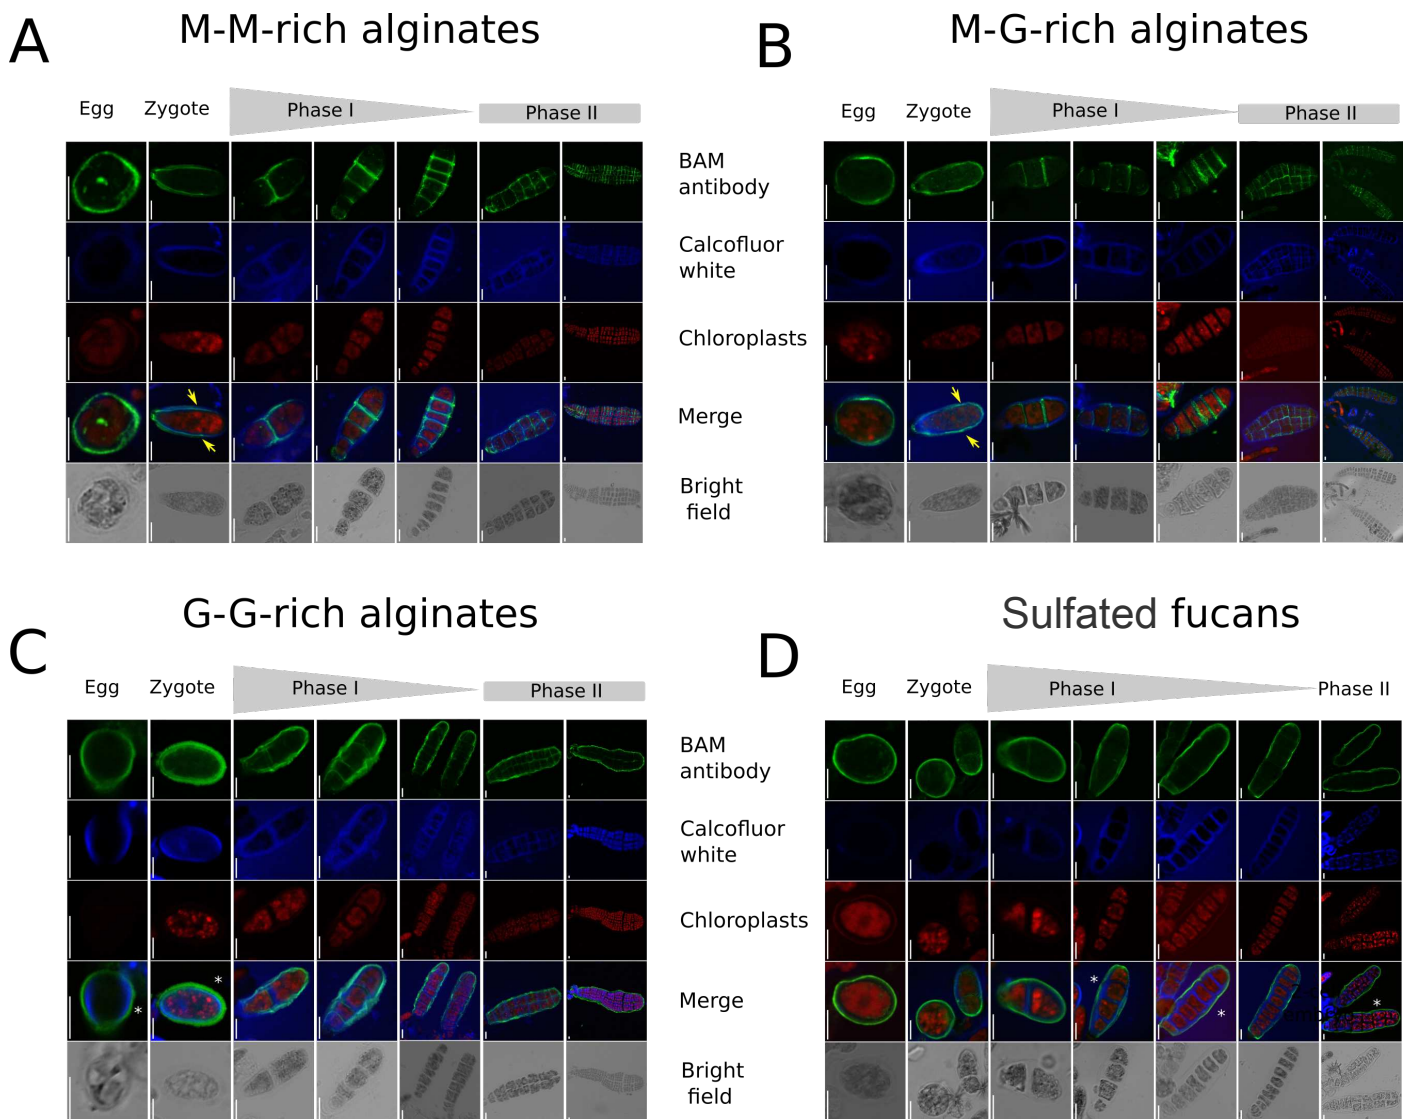 A
M-M-rich alginates
Egg
Zygote
Phase I
Phase II
B
M-G-rich alginates
Egg
Zygote
Phase I
Phase II
BAM
antibody
Calcofluor
white
Chloroplasts
Merge
Bright
field
C
G-G-rich alginates
Egg
Zygote
Phase I
Phase II
D
Sulfated fucans
Egg
Zygote
Phase I
Phase II
BAM
antibody
Calcofluor
white
Chloroplasts
Merge
Bright
field
*
*
*
*
*